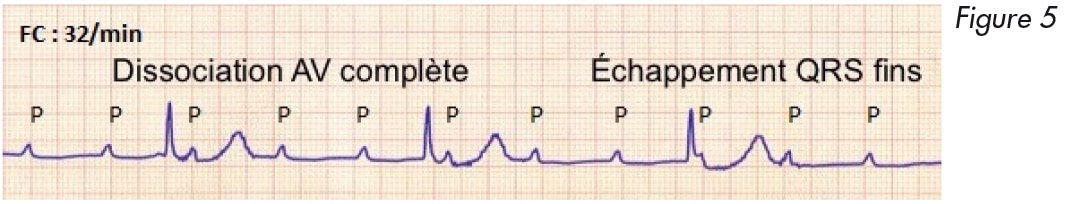 Figure 5
FC : 32/min
Dissociation AV complète Échappement QRS fins
P P P P P P P P P P P